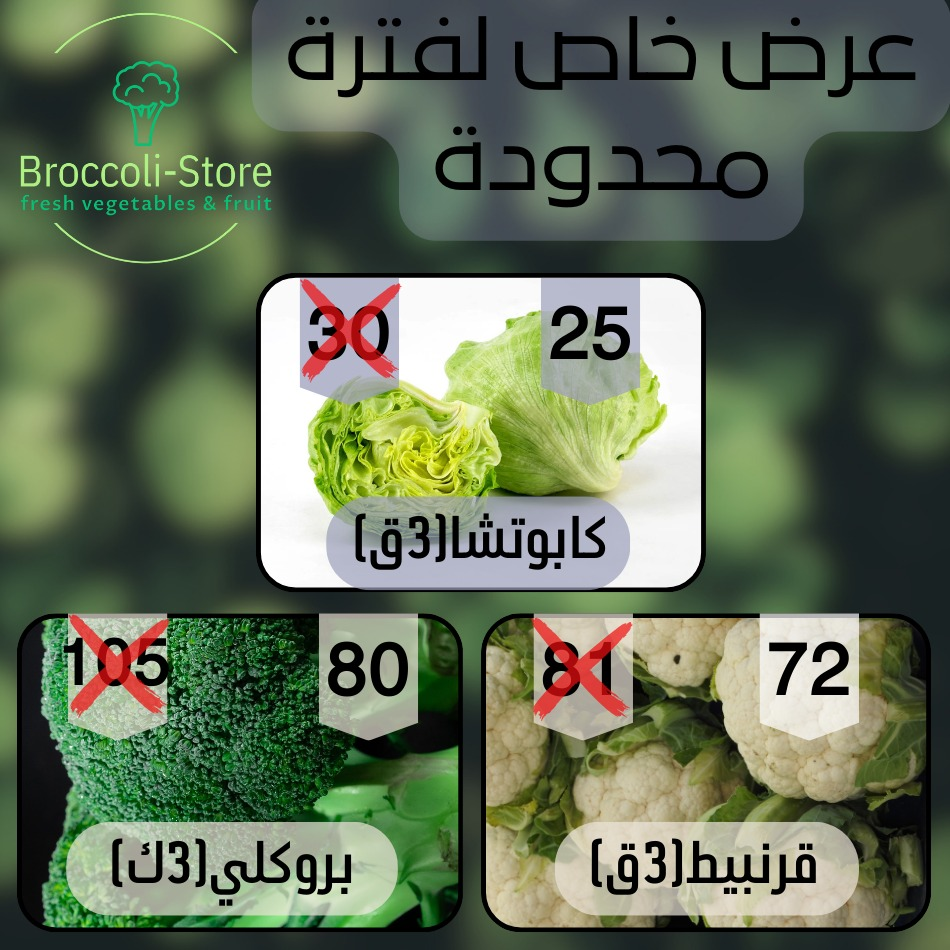 Broccoli-Store
fresh vegetables & fruit
عرض خاص لفترة
محدودة
30
25
كابوتشا(3ق)
105
80
بروكلي(3ك)
81
72
قرنبيط(3ق)